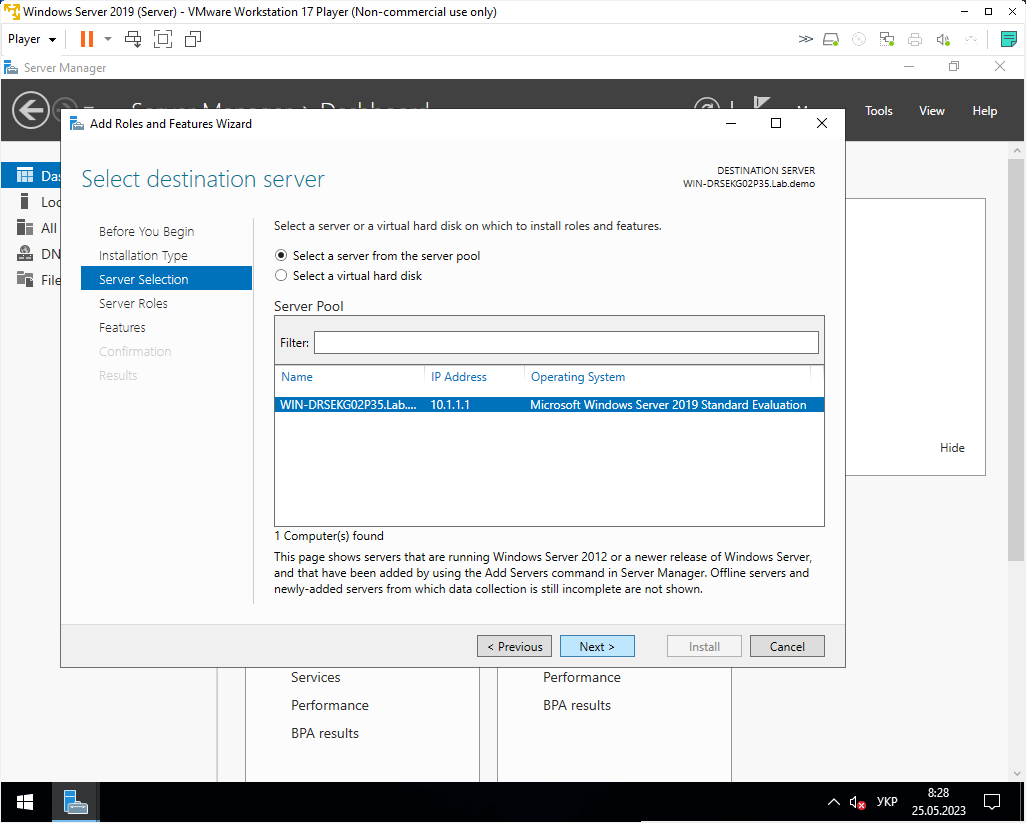 Windows Server 2019 (Server) - VMware Workstation 17 Player (Non-commercial use only)
Player
Server Manager
Server Manager Dashboard
Tools View Help
Add Roles and Features Wizard
Select destination server
DESTINATION SERVER
WIN-DRSEKG02P35.Lab.demo
Das
Loc
All
DN
File
Before You Begin
Installation Type
Server Selection
Server Roles
Features
Confirmation
Results
Select a server or a virtual hard disk on which to install roles and features.
Select a server from the server pool
Select a virtual hard disk
Server Pool
Filter:
Name IP Address Operating System
WIN-DRSEKG02P35.Lab.... 10.1.1.1 Microsoft Windows Server 2019 Standard Evaluation
1 Computer(s) found
This page shows servers that are running Windows Server 2012 or a newer release of Windows Server,
and that have been added by using the Add Servers command in Server Manager. Offline servers and
newly-added servers from which data collection is still incomplete are not shown.
Hide
< Previous Next > Install Cancel
Services
Performance
BPA results
Performance
BPA results
УКР
8:28
25.05.2023